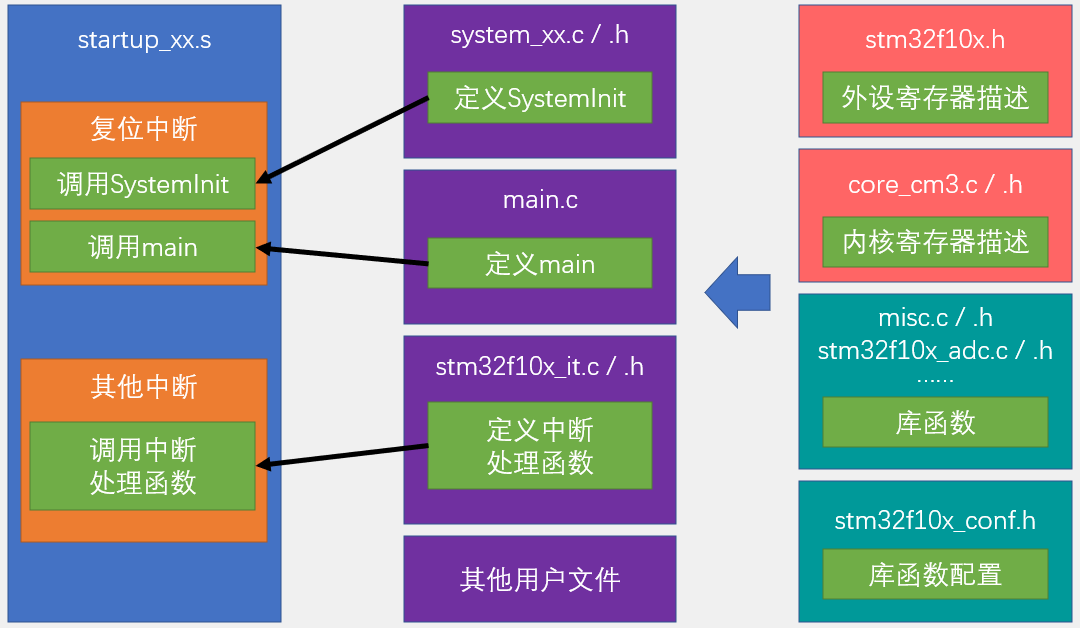 startup_xx.s
复位中断
调用SystemInit
调用main
其他中断
调用中断
处理函数
system_xx.c / .h
定义SystemInit
main.c
定义main
stm32f10x_it.c / .h
定义中断
处理函数
其他用户文件
stm32f10x.h
外设寄存器描述
core_cm3.c / .h
内核寄存器描述
misc.c / .h
stm32f10x_adc.c / .h
……
库函数
stm32f10x_conf.h
库函数配置